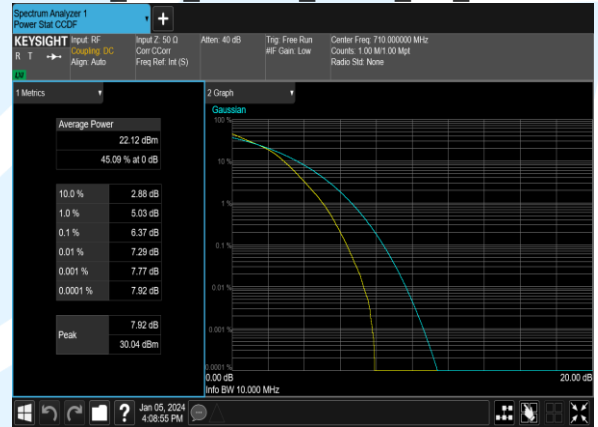 Spectrum Analyzer 1
Power Stat CCDF
+
KEYSIGHT
R T
LXI
Input: RF
Coupling: DC
Align: Auto
Input Z: 50 Ω
Corr CCorr
Freq Ref: Int (S)
Atten: 40 dB
Trig: Free Run
#IF Gain: Low
Center Freq: 710.000000 MHz
Counts: 1.00 M/1.00 Mpt
Radio Std: None
1 Metrics
Average Power
22.12 dBm
45.09 % at 0 dB
10.0 % 2.88 dB
1.0 % 5.03 dB
0.1 % 6.37 dB
0.01 % 7.29 dB
0.001 % 7.77 dB
0.0001 % 7.92 dB
Peak
7.92 dB
30.04 dBm
2 Graph
Gaussian
100 %
10 %
1 %
0.1 %
0.01 %
0.001 %
0.0001 %
0.00 dB
20.00 dB
Info BW 10.000 MHz
?
Jan 05, 2024
4:08:55 PM